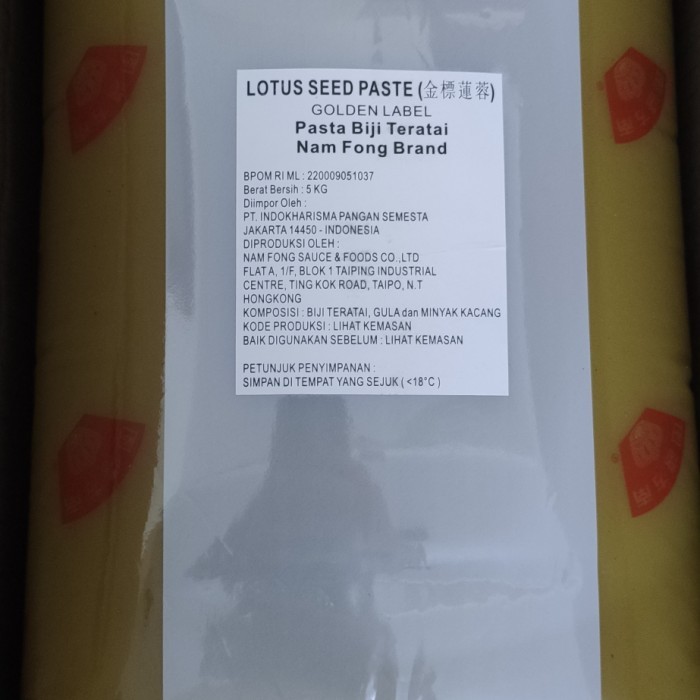 LOTUS SEED PASTE (金標蓮蓉)
GOLDEN LABEL
Pasta Biji Teratai
Nam Fong Brand
BPOM RI ML : 220009051037
Berat Bersih : 5 KG
Diimpor Oleh :
PT. INDOKHARISMA PANGAN SEMESTA
JAKARTA 14450 - INDONESIA
DIPRODUKSI OLEH :
NAM FONG SAUCE & FOODS CO.,LTD
FLAT A, 1/F, BLOK 1 TAIPING INDUSTRIAL
CENTRE, TING KOK ROAD, TAIPO, N.T
HONGKONG
KOMPOSISI : BIJI TERATAI, GULA dan MINYAK KACANG
KODE PRODUKSI : LIHAT KEMASAN
BAIK DIGUNAKAN SEBELUM : LIHAT KEMASAN
PETUNJUK PENYIMPANAN :
SIMPAN DI TEMPAT YANG SEJUK ( <18°C )